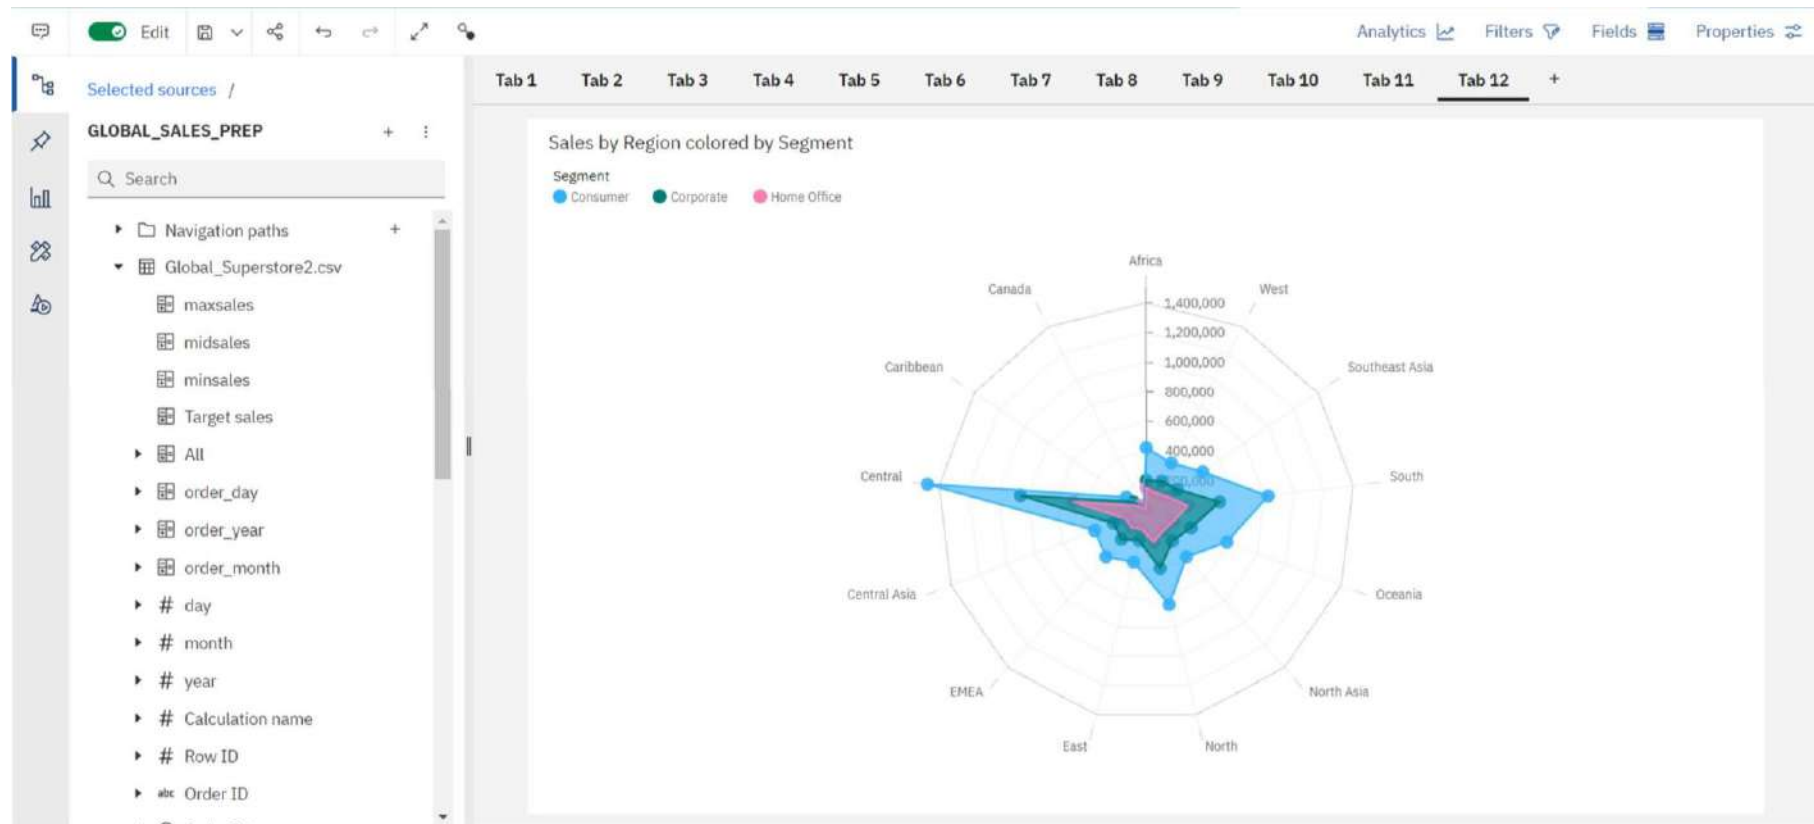 Edit
Analytics
Filters
Fields
Properties
Selected sources /
GLOBAL_SALES_PREP
Search
Navigation paths
Global_Superstore2.csv
maxsales
midsales
minsales
Target sales
All
order_day
order_year
order_month
# day
# month
# year
# Calculation name
# Row ID
abc Order ID
Tab 1 Tab 2 Tab 3 Tab 4 Tab 5 Tab 6 Tab 7 Tab 8 Tab 9 Tab 10 Tab 11 Tab 12 +
Sales by Region colored by Segment
Segment
Consumer Corporate Home Office
Africa
West
Southeast Asia
South
Oceania
North Asia
North
East
EMEA
Central Asia
Central
Caribbean
Canada
1,400,000
1,200,000
1,000,000
800,000
600,000
400,000